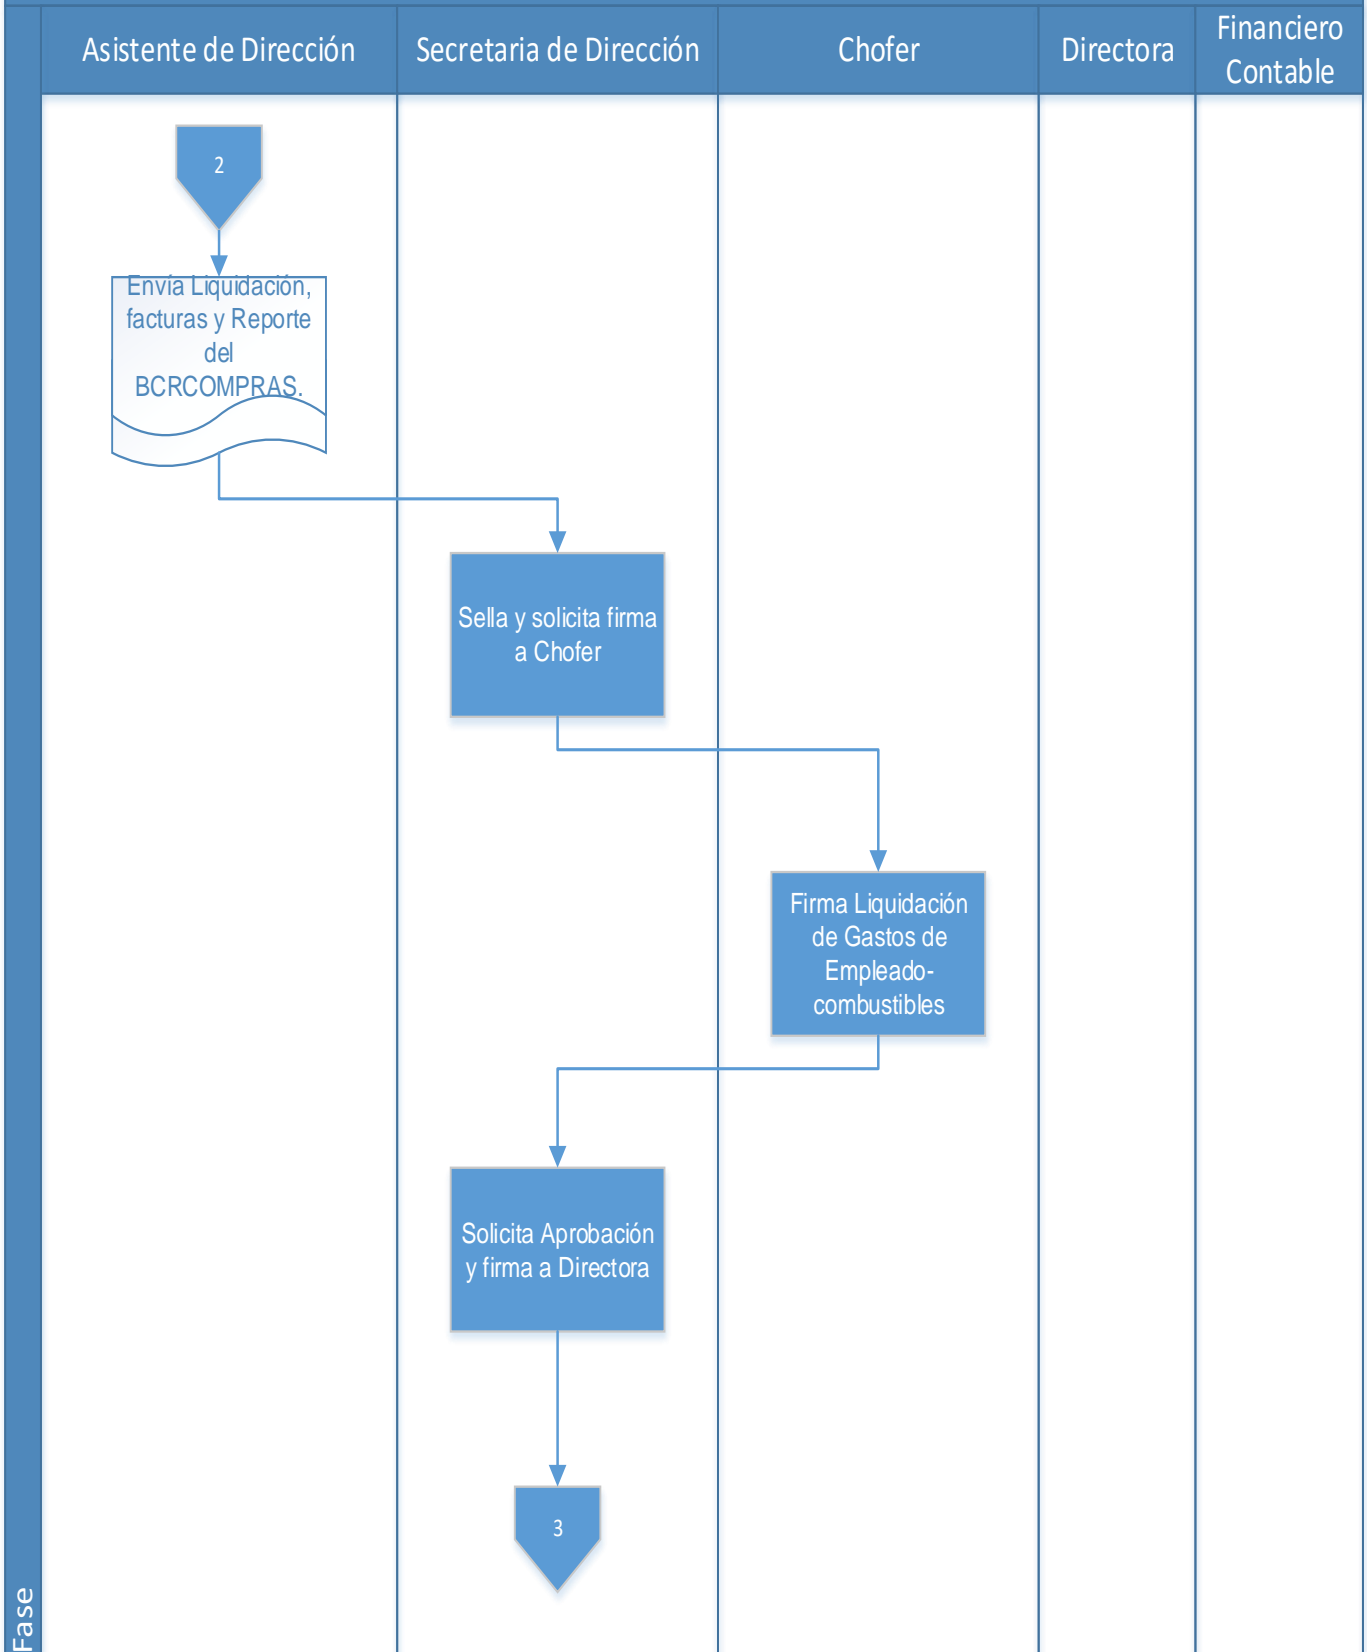 Asistente de Dirección
Secretaria de Dirección
Chofer
Directora
Financiero
Contable
2
Envía Liquidación,
facturas y Reporte
del
BCRCOMPRAS.
Sella y solicita firma
a Chofer
Firma Liquidación
de Gastos de
Empleado-
combustibles
Solicita Aprobación
y firma a Directora
3
Fase